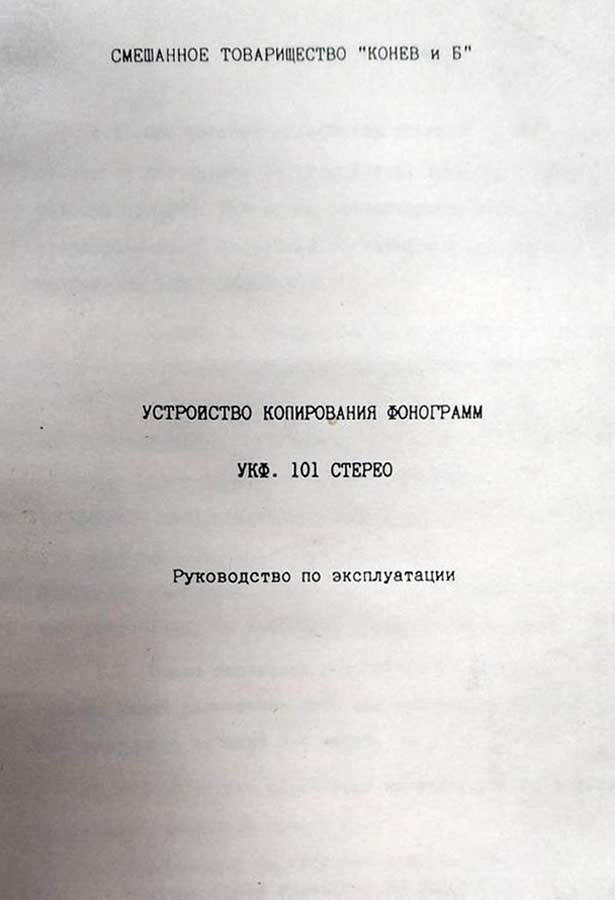 СМЕШАННОЕ ТОВАРИЩЕСТВО "КОНЕВ и Б"
УСТРОЙСТВО КОПИРОВАНИЯ ФОНОГРАММ
УКФ. 101 СТЕРЕО
Руководство по эксплуатации